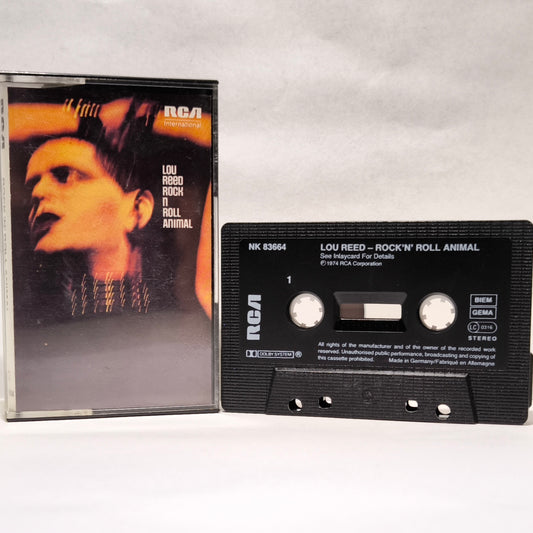 RCA
International
LOU
REED
ROCK
N
ROLL
ANIMAL
NK 83664
LOU REED – ROCK'N' ROLL ANIMAL
See Inlaycard For Details
℗ 1974 RCA Corporation
1
RCA
BIEM
GEMA
LC 0316
STEREO
DOLBY SYSTEM ®
All rights of the manufacturer and of the owner of the recorded work
reserved. Unauthorised public performance, broadcasting and copying of
this cassette prohibited.
Made in Germany/Fabriqué en Allemagne